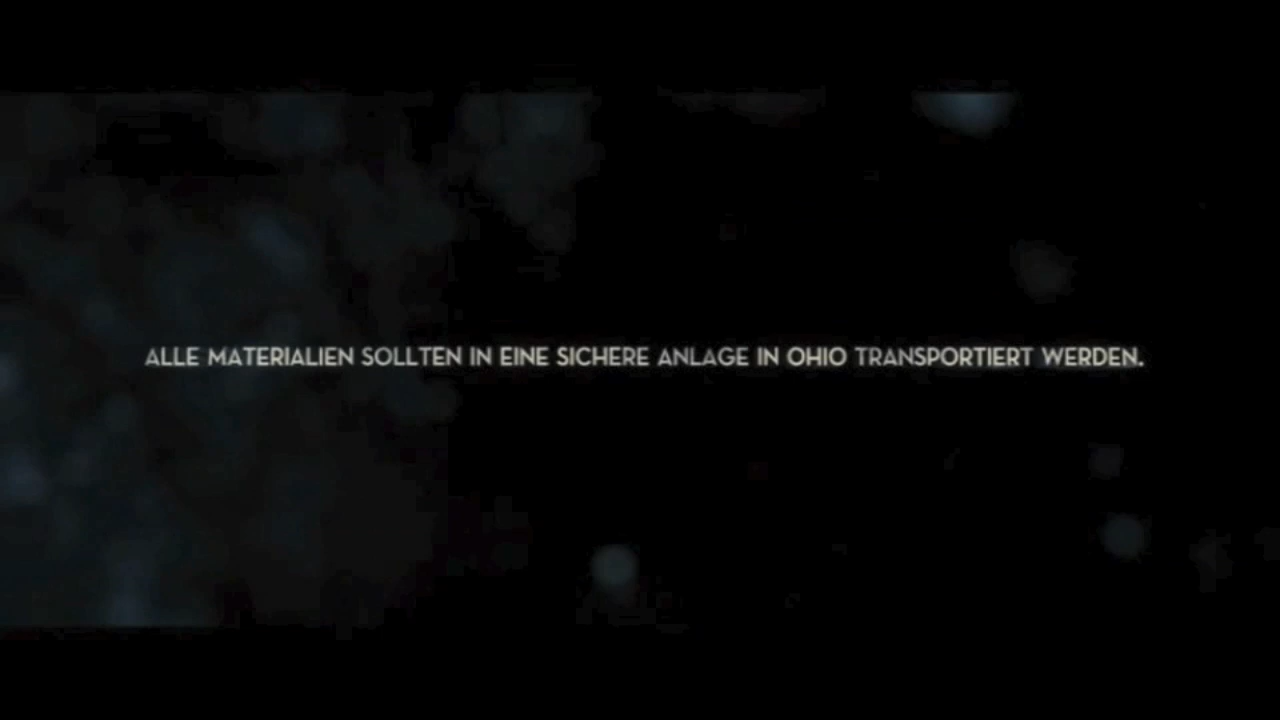 ALLE MATERIALIEN SOLLTEN IN EINE SICHERE ANLAGE IN OHIO TRANSPORTIERT WERDEN.